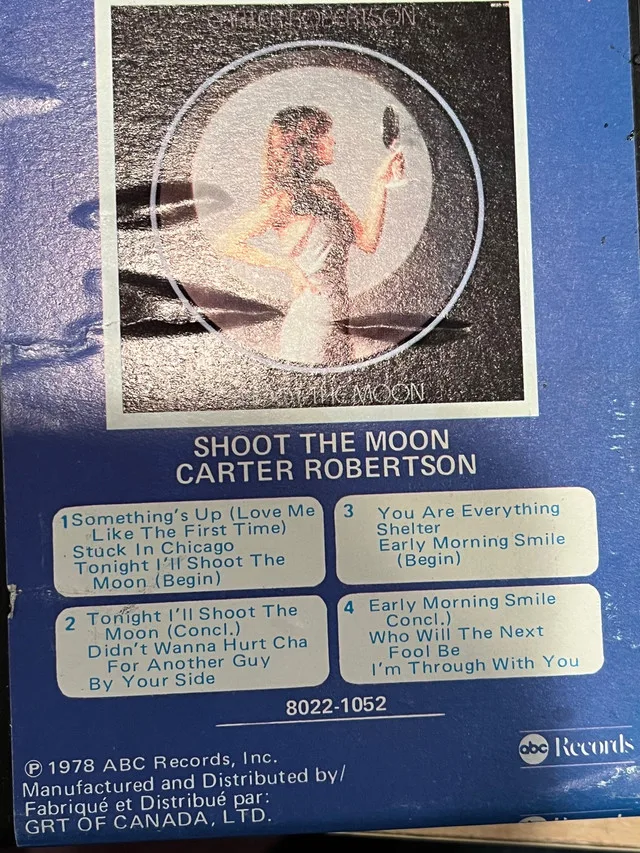 CARTER ROBERTSON
THE MOON
SHOOT THE MOON
CARTER ROBERTSON
1 Something's Up (Love Me
Like The First Time)
Stuck In Chicago
Tonight I'll Shoot The
Moon (Begin)
2 Tonight I'll Shoot The
Moon (Concl.)
Didn't Wanna Hurt Cha
For Another Guy
By Your Side
3 You Are Everything
Shelter
Early Morning Smile
(Begin)
4 Early Morning Smile
Concl.)
Who Will The Next
Fool Be
I'm Through With You
8022-1052
abc Records
℗ 1978 ABC Records, Inc.
Manufactured and Distributed by/
Fabriqué et Distribué par:
GRT OF CANADA, LTD.